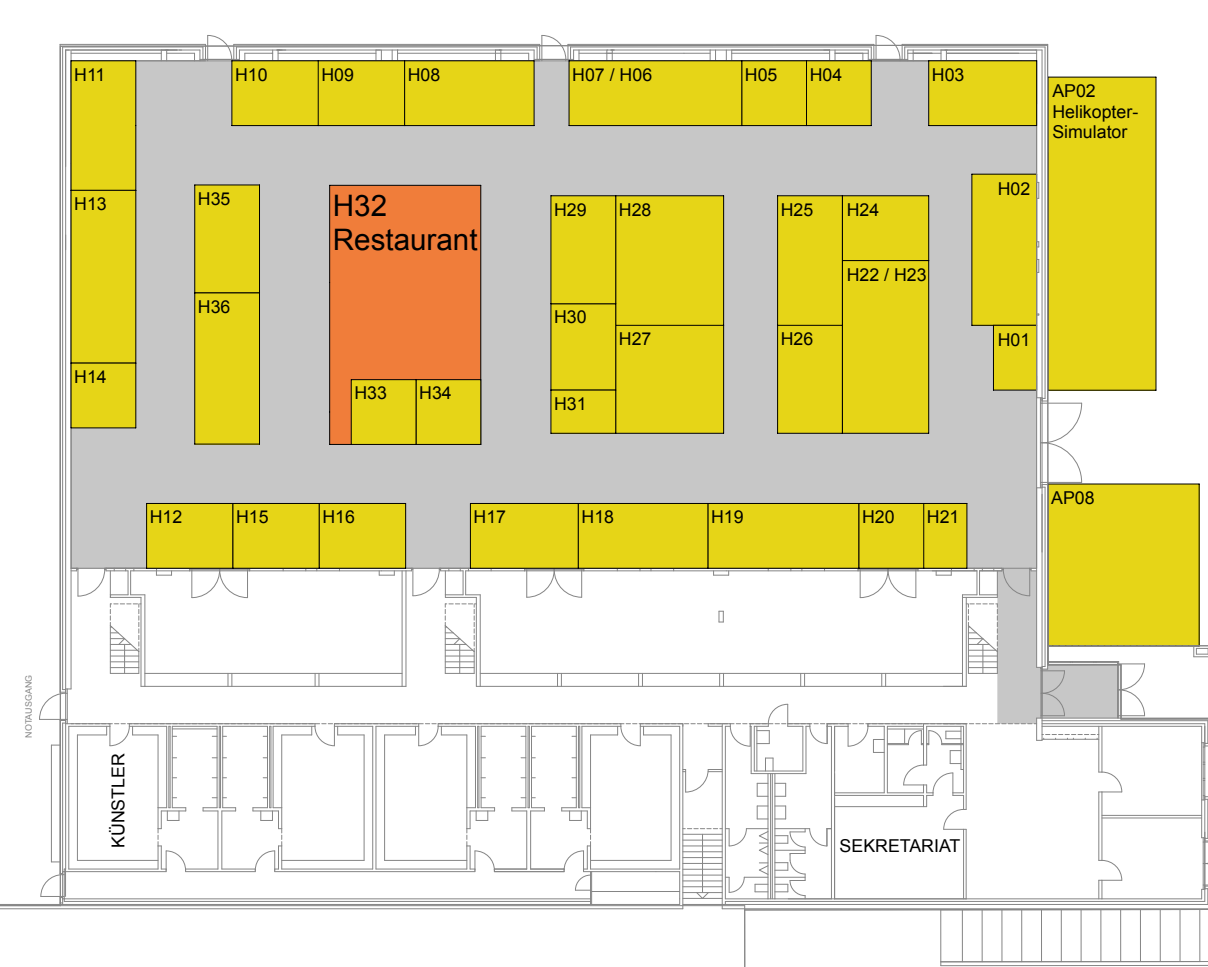 H11
H10
H09
H08
H07 / H06
H05
H04
H03
AP02
Helikopter-
Simulator
H13
H35
H32
Restaurant
H29
H28
H25
H24
H02
H22 / H23
H36
H30
H27
H26
H01
H14
H33
H34
H31
AP08
H12
H15
H16
H17
H18
H19
H20
H21
NOTAUSGANG
KÜNSTLER
SEKRETARIAT